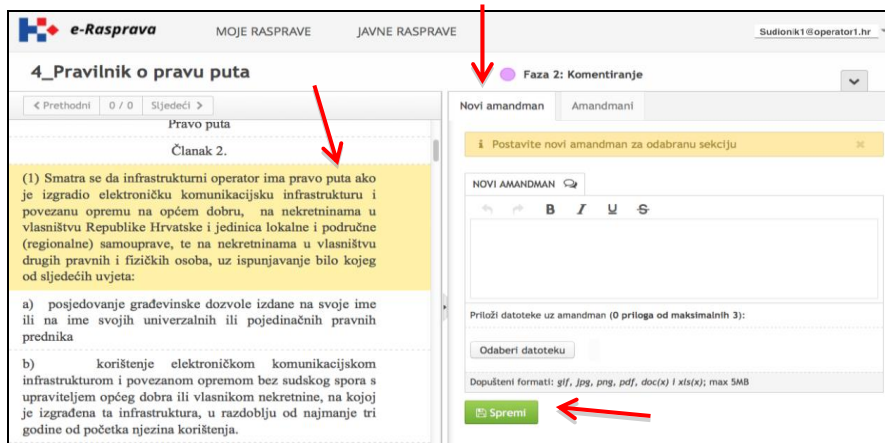 e-Rasprava
MOJE RASPRAVE
JAVNE RASPRAVE
Sudionik1@operator1.hr
4_Pravilnik o pravu puta
Faza 2: Komentiranje
Prethodni
0 / 0
Sljedeći
Pravo puta
Članak 2.
(1) Smatra se da infrastrukturni operator ima pravo puta ako
je izgradio elektroničku komunikacijsku infrastrukturu i
povezanu opremu na općem dobru, na nekretninama u
vlasništvu Republike Hrvatske i jedinica lokalne i područne
(regionalne) samouprave, te na nekretninama u vlasništvu
drugih pravnih i fizičkih osoba, uz ispunjavanje bilo kojeg
od sljedećih uvjeta:
a) posjedovanje građevinske dozvole izdane na svoje ime
ili na ime svojih univerzalnih ili pojedinačnih pravnih
prednika
b) korištenje elektroničkom komunikacijskom
infrastrukturom i povezanom opremom bez sudskog spora s
upraviteljem općeg dobra ili vlasnikom nekretnine, na kojoj
je izgrađena ta infrastruktura, u razdoblju od najmanje tri
godine od početka njezina korištenja.
Novi amandman
Amandmani
i Postavite novi amandman za odabranu sekciju
NOVI AMANDMAN
B I U S
Priloži datoteke uz amandman (0 priloga od maksimalnih 3):
Odaberi datoteku
Dopušteni formati: gif, jpg, png, pdf, doc(x) i xls(x); max 5MB
Spremi